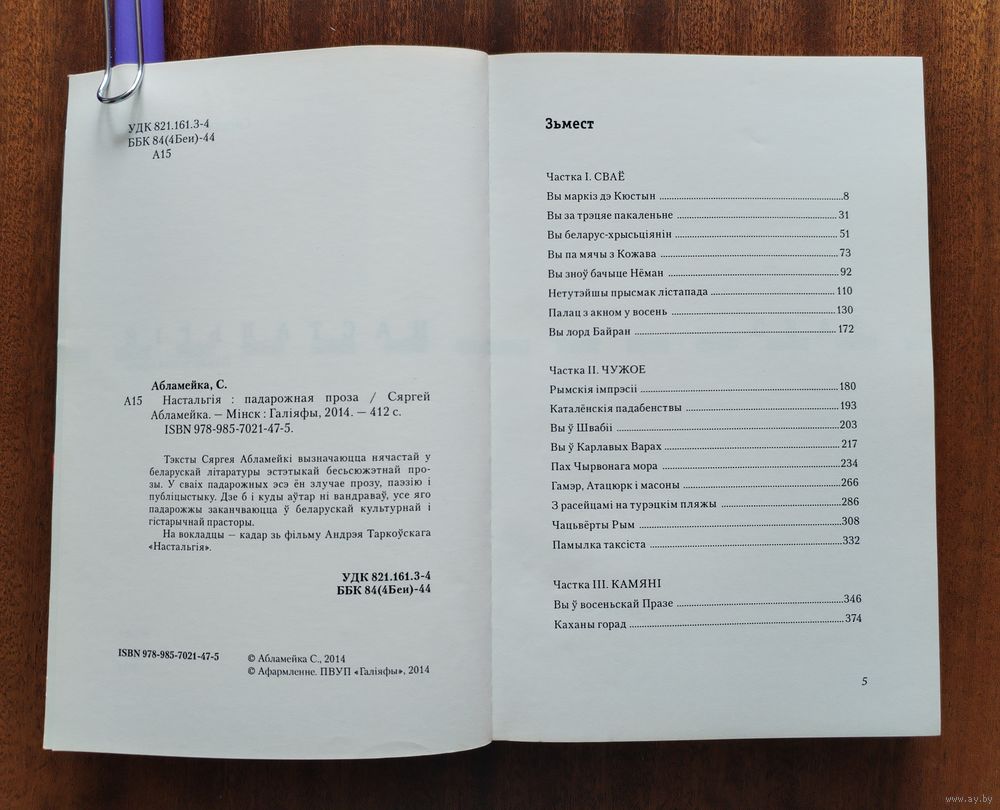 УДК 821.161.3-4
ББК 84(4Беи)-44
А15
Абламейка, С.
А15 Настальгія : падарожная проза / Сяргей
Абламейка. — Мінск : Галіяфы, 2014. — 412 с.
ISBN 978-985-7021-47-5.
Тэксты Сяргея Абламейкі вызначаюцца нячастай у
беларускай літаратуры эстэтыкай бессюжэтнай про-
зы. У сваіх падарожных эсэ ён злучае прозу, паэзію і
публіцыстыку. Дзе б і куды аўтар ні вандраваў, усе яго
падарожжы заканчваюцца ў беларускай культурнай і
гістарычнай прасторы.
На вокладцы — кадар зь фільму Андрэя Таркоўскага
«Настальгія».
УДК 821.161.3-4
ББК 84(4Беи)-44
ISBN 978-985-7021-47-5
© Абламейка С., 2014
© Афармленне. ПВУП «Галіяфы», 2014
Зьмест
Частка I. СВАЁ
Вы маркіз дэ Кюстын 8
Вы за трэцяе пакаленьне 31
Вы беларус-хрысьціянін 51
Вы па мячы з Кожава 73
Вы зноў бачыце Нёман 92
Нетутэйшы прысмак лістапада 110
Палац з акном у восень 130
Вы лорд Байран 172
Частка II. ЧУЖОЕ
Рымскія імпрэсіі 180
Каталёнскія падабенствы 193
Вы ў Швабіі 203
Вы ў Карлавых Варах 217
Пах Чырвонага мора 234
Гамэр, Атацюрк і масоны 266
З расейцамі на турэцкім пляжы 286
Чацьвёрты Рым 308
Памылка таксіста 332
Частка III. КАМЯНІ
Вы ў восеньскай Празе 346
Каханы горад 374
5
www.ay.by